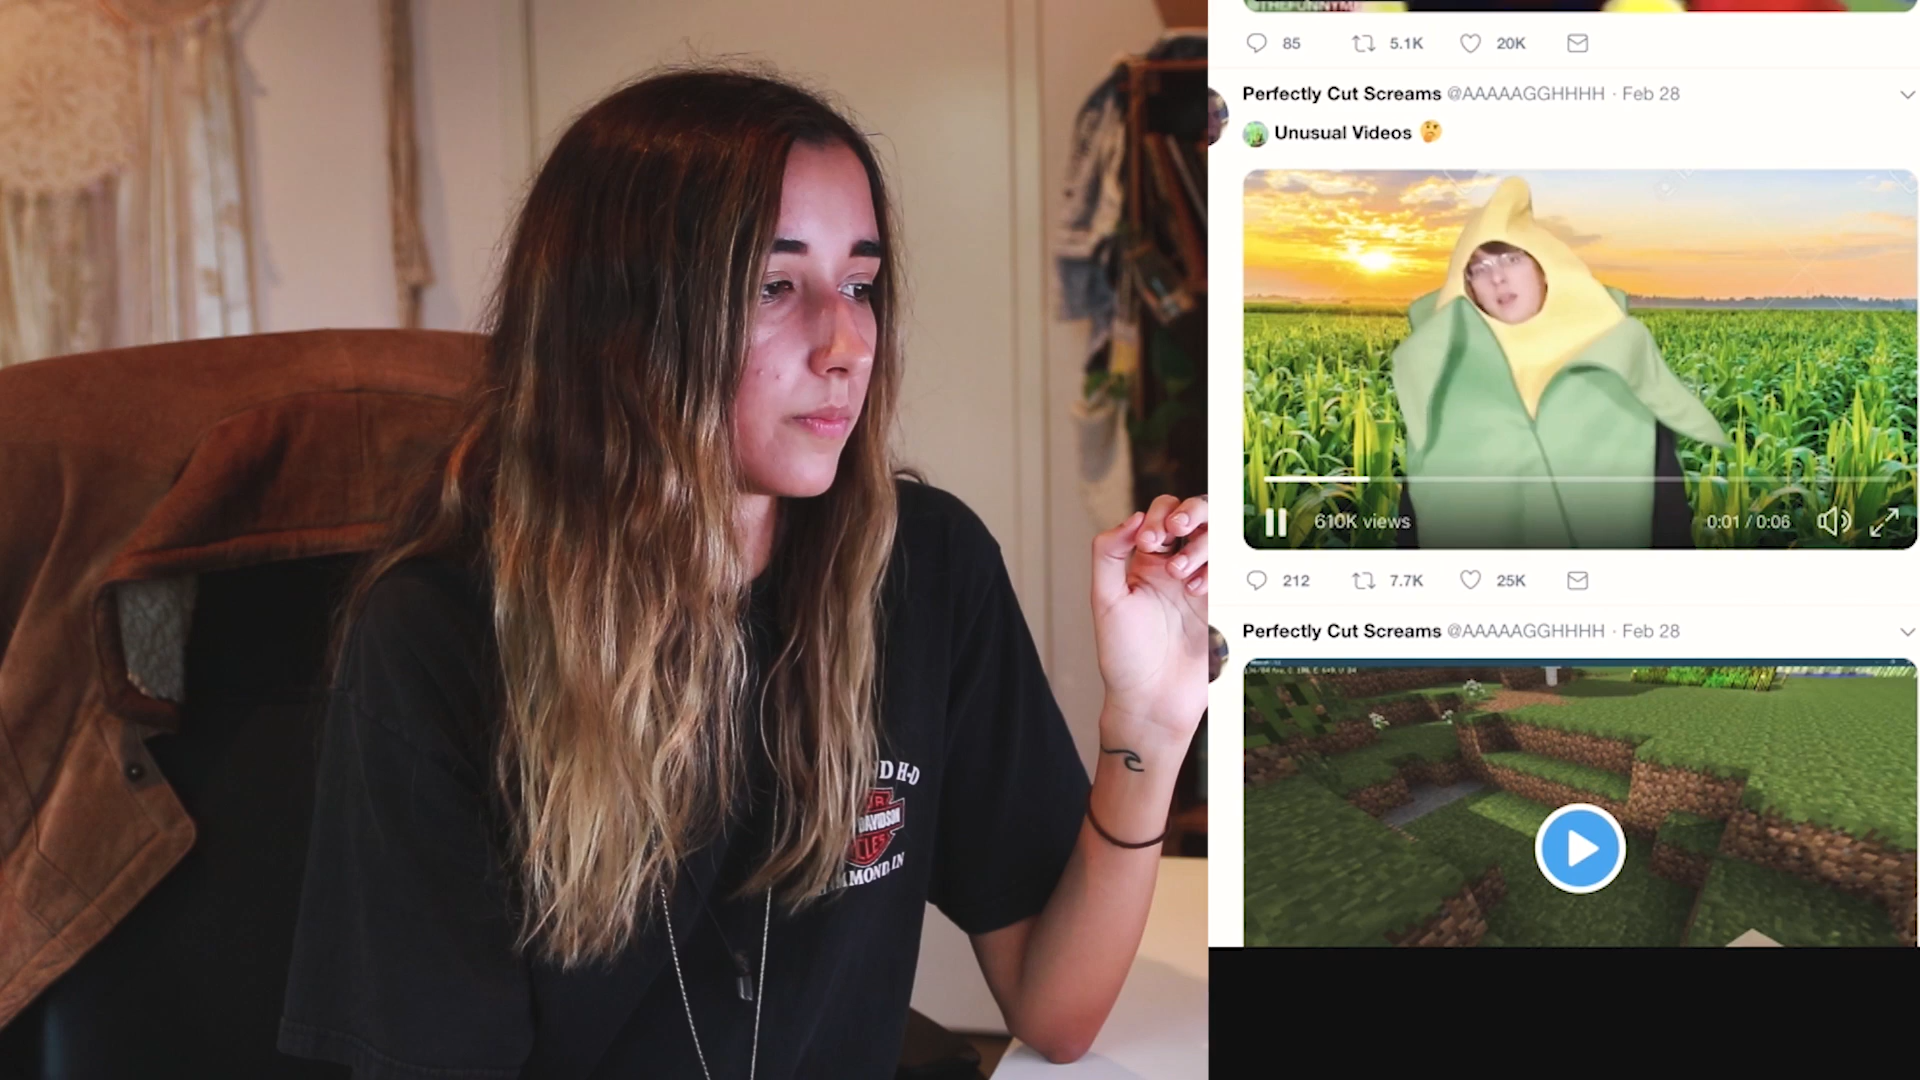 85 5.1K 20K
Perfectly Cut Screams @AAAAAGGHHHH · Feb 28
Unusual Videos 🤔
610K views 0:01 / 0:06
212 7.7K 25K
Perfectly Cut Screams @AAAAAGGHHHH · Feb 28
H-D
DAVIDSON